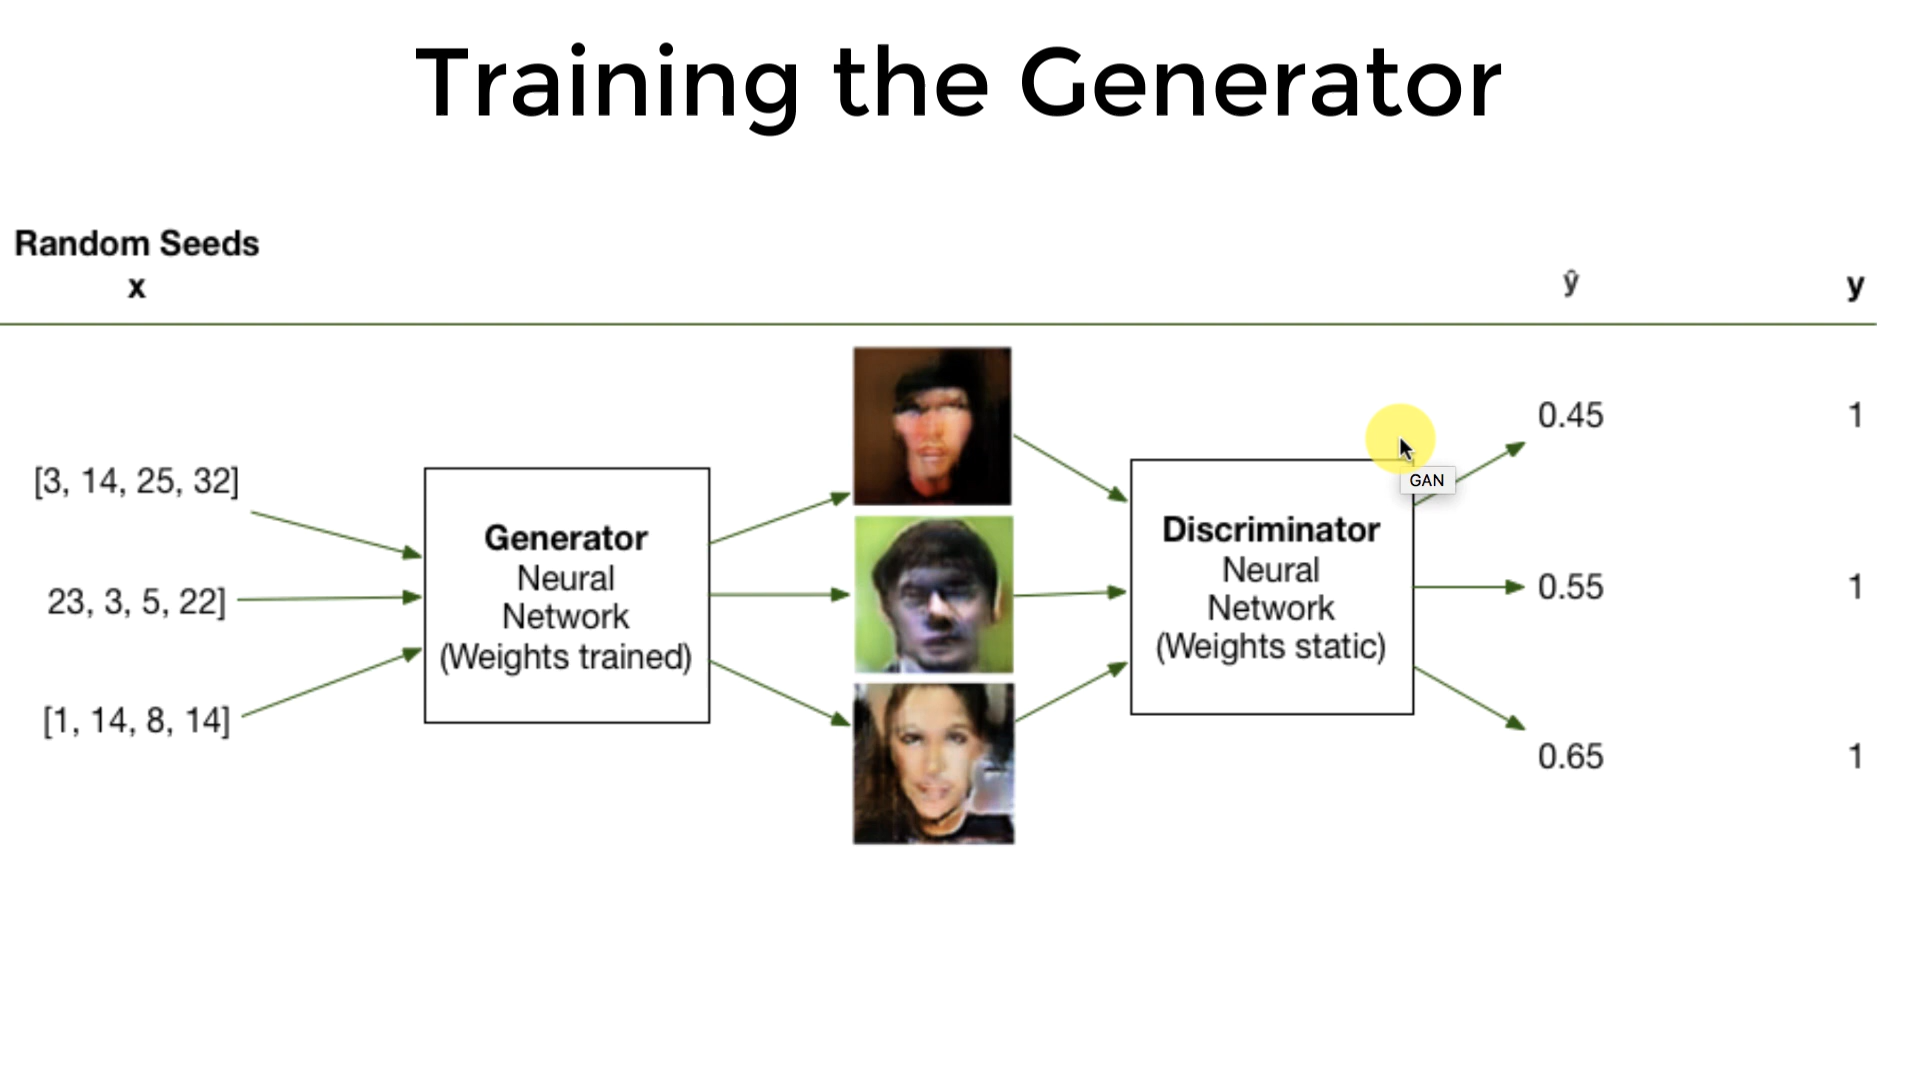 Training the Generator
Random Seeds
x
ŷ
y
[3, 14, 25, 32]
23, 3, 5, 22]
[1, 14, 8, 14]
Generator
Neural
Network
(Weights trained)
Discriminator
Neural
Network
(Weights static)
GAN
0.45
1
0.55
1
0.65
1